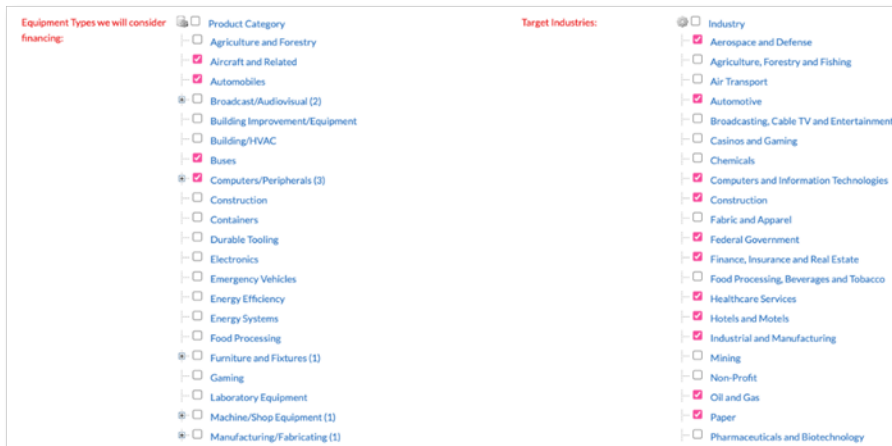 Equipment Types we will consider
financing:
Product Category
Agriculture and Forestry
Aircraft and Related
Automobiles
Broadcast/Audiovisual (2)
Building Improvement/Equipment
Building/HVAC
Buses
Computers/Peripherals (3)
Construction
Containers
Durable Tooling
Electronics
Emergency Vehicles
Energy Efficiency
Energy Systems
Food Processing
Furniture and Fixtures (1)
Gaming
Laboratory Equipment
Machine/Shop Equipment (1)
Manufacturing/Fabricating (1)
Target Industries:
Industry
Aerospace and Defense
Agriculture, Forestry and Fishing
Air Transport
Automotive
Broadcasting, Cable TV and Entertainment
Casinos and Gaming
Chemicals
Computers and Information Technologies
Construction
Fabric and Apparel
Federal Government
Finance, Insurance and Real Estate
Food Processing, Beverages and Tobacco
Healthcare Services
Hotels and Motels
Industrial and Manufacturing
Mining
Non-Profit
Oil and Gas
Paper
Pharmaceuticals and Biotechnology